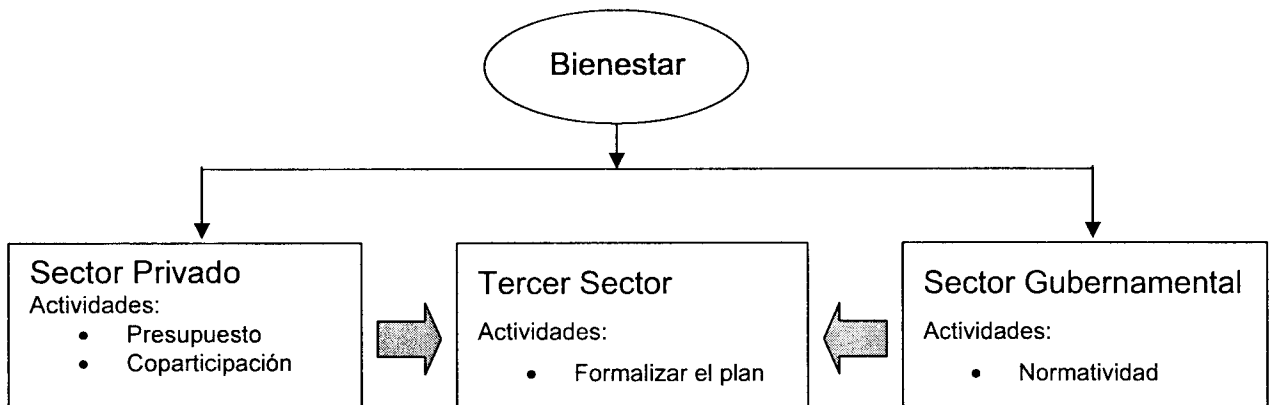 Bienestar
Sector Privado
Actividades:
• Presupuesto
• Coparticipación
Tercer Sector
Actividades:
• Formalizar el plan
Sector Gubernamental
Actividades:
• Normatividad